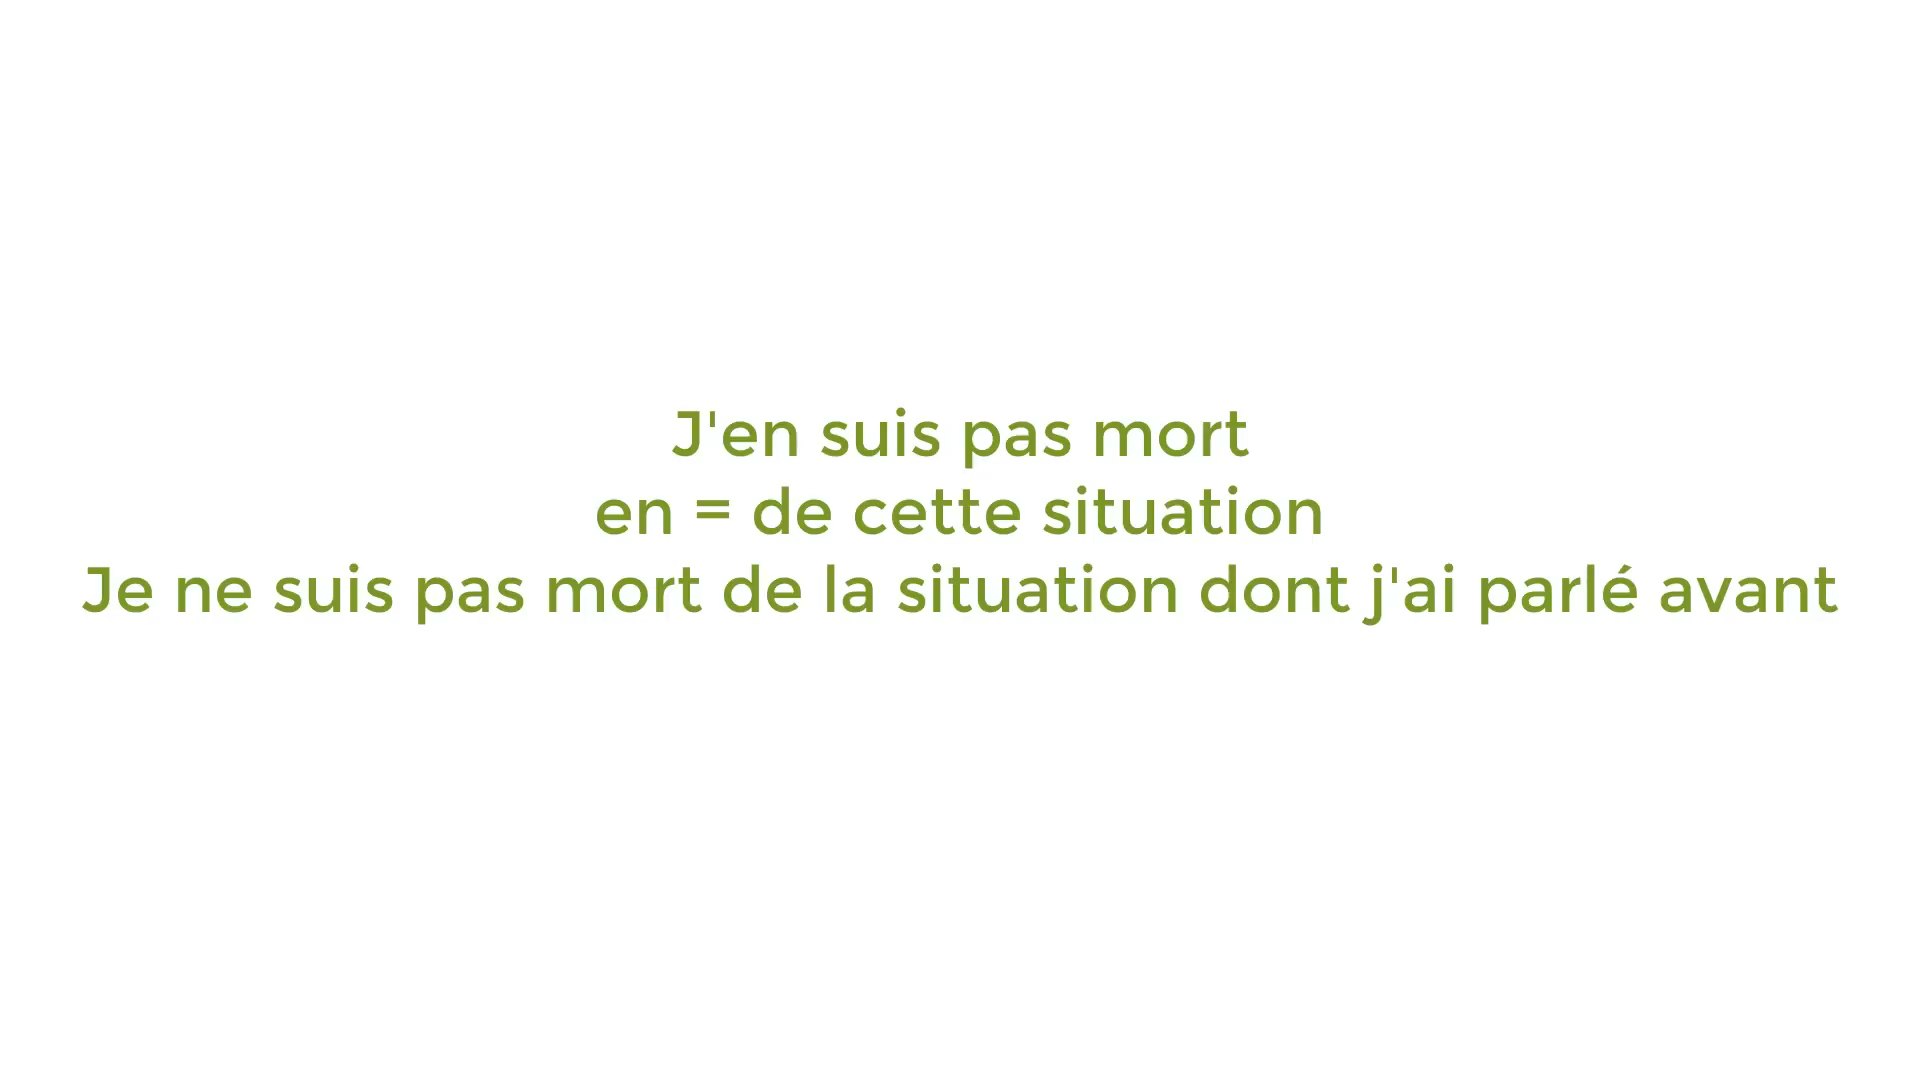 J'en suis pas mort
en = de cette situation
Je ne suis pas mort de la situation dont j'ai parlé avant